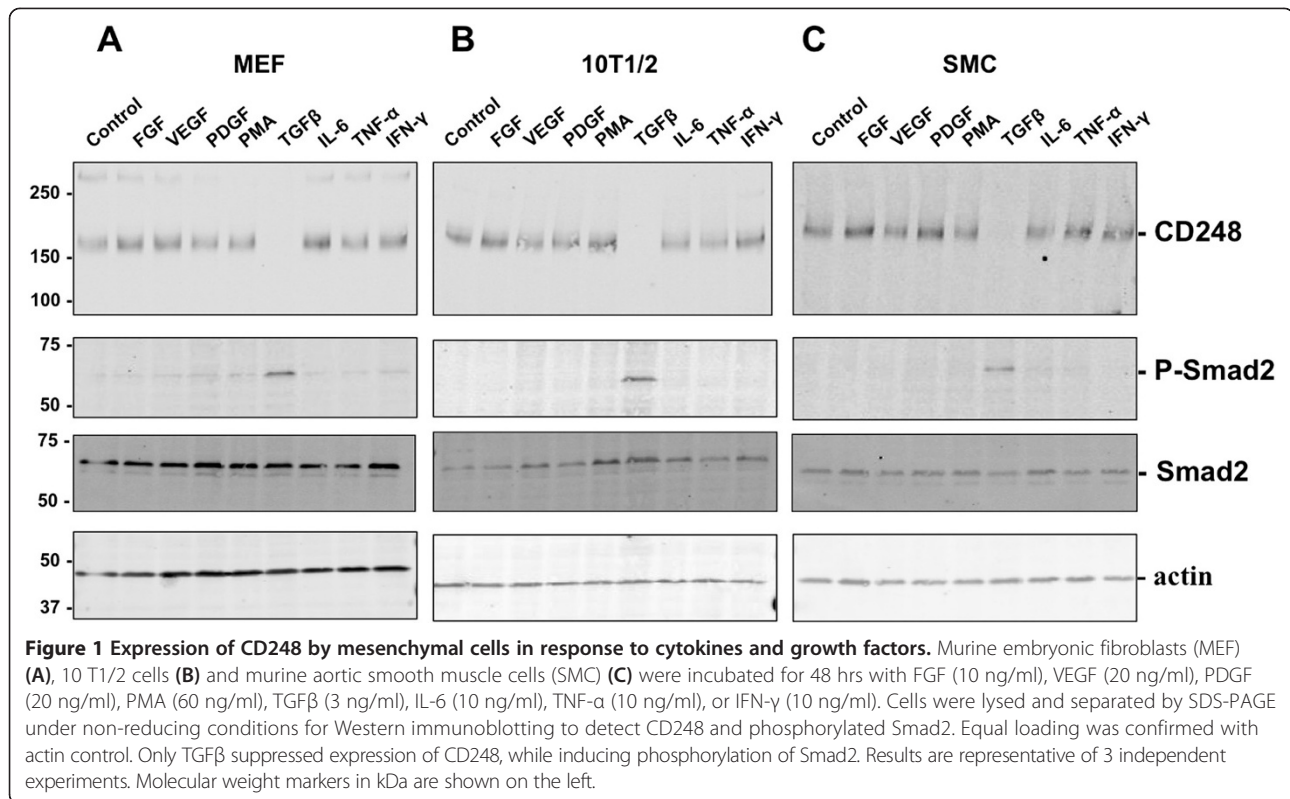 A B C
MEF 10T1/2 SMC
Control FGF VEGF PDGF PMA TGFβ IL-6 TNF-α IFN-γ Control FGF VEGF PDGF PMA TGFβ IL-6 TNF-α IFN-γ Control FGF VEGF PDGF PMA TGFβ IL-6 TNF-α IFN-γ
250 -
- CD248
150 -
100 -
75 -
- P-Smad2
50 -
75 -
- Smad2
50 -
50 -
- actin
37 -
Figure 1 Expression of CD248 by mesenchymal cells in response to cytokines and growth factors. Murine embryonic fibroblasts (MEF)
(A), 10 T1/2 cells (B) and murine aortic smooth muscle cells (SMC) (C) were incubated for 48 hrs with FGF (10 ng/ml), VEGF (20 ng/ml), PDGF
(20 ng/ml), PMA (60 ng/ml), TGFβ (3 ng/ml), IL-6 (10 ng/ml), TNF-α (10 ng/ml), or IFN-γ (10 ng/ml). Cells were lysed and separated by SDS-PAGE
under non-reducing conditions for Western immunoblotting to detect CD248 and phosphorylated Smad2. Equal loading was confirmed with
actin control. Only TGFβ suppressed expression of CD248, while inducing phosphorylation of Smad2. Results are representative of 3 independent
experiments. Molecular weight markers in kDa are shown on the left.